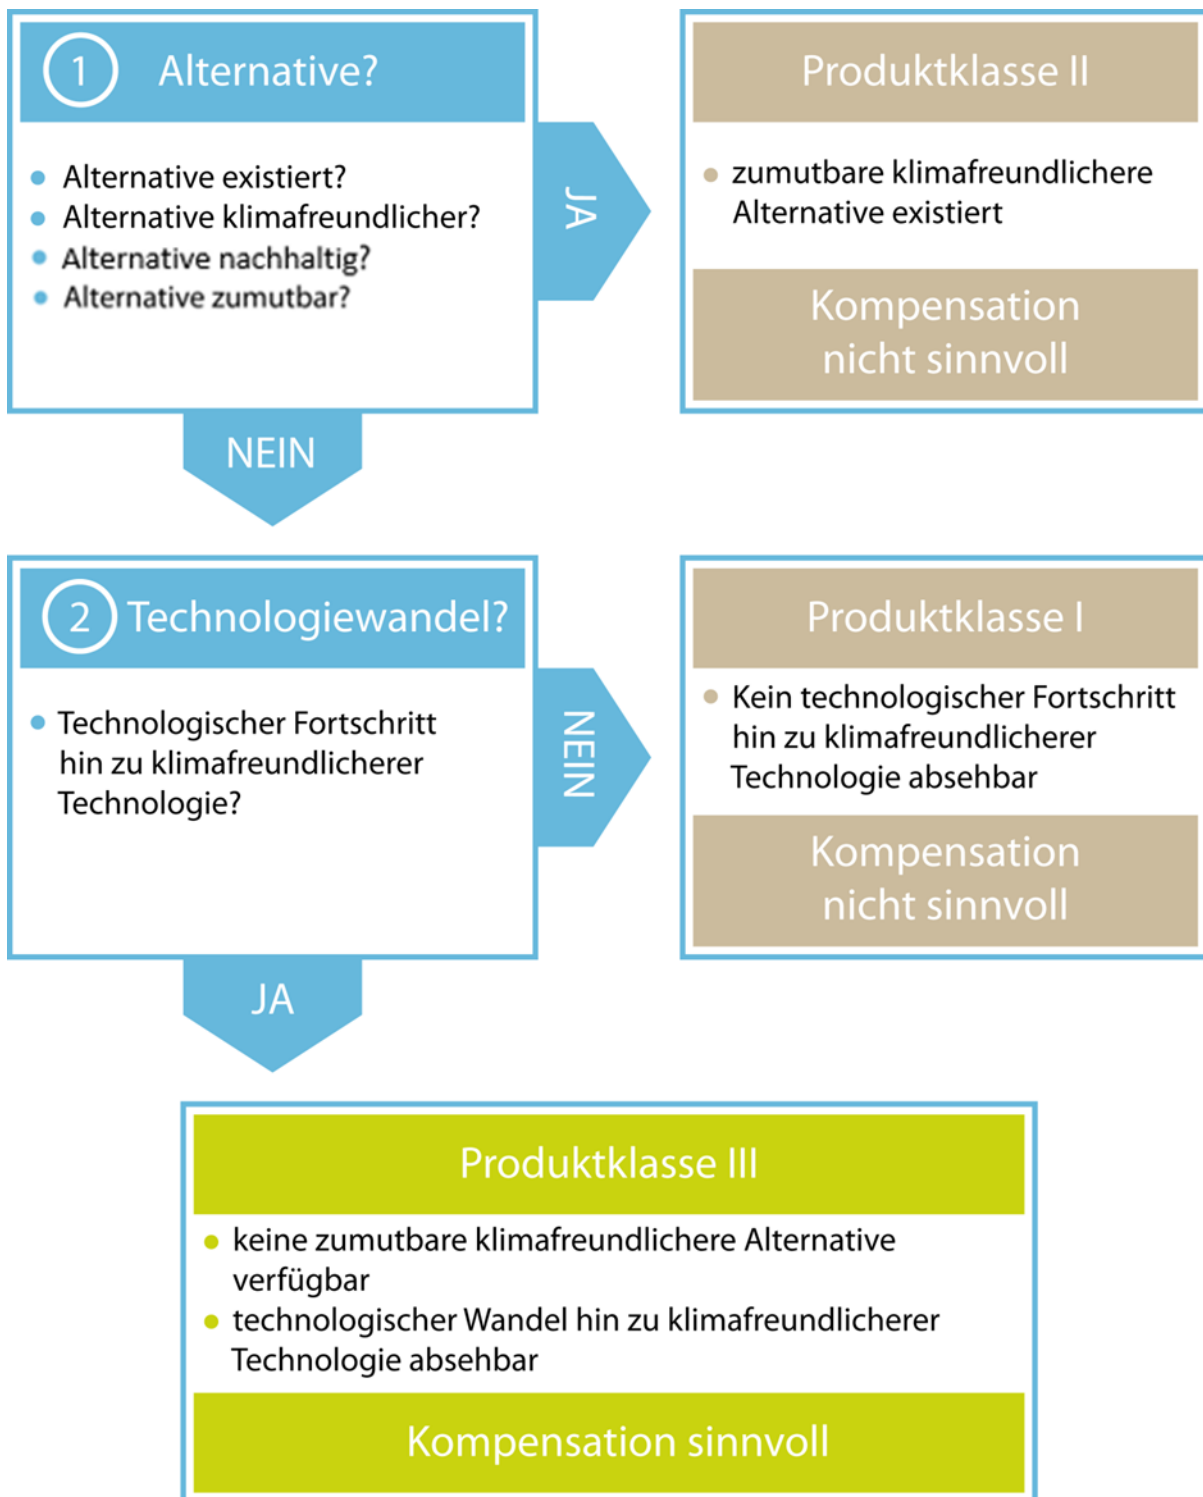 1 Alternative?
Alternative existiert?
Alternative klimafreundlicher?
Alternative nachhaltig?
Alternative zumutbar?
JA
Produktklasse II
zumutbare klimafreundlichere
Alternative existiert
Kompensation
nicht sinnvoll
NEIN
2 Technologiewandel?
Technologischer Fortschritt
hin zu klimafreundlicherer
Technologie?
NEIN
Produktklasse I
Kein technologischer Fortschritt
hin zu klimafreundlicherer
Technologie absehbar
Kompensation
nicht sinnvoll
JA
Produktklasse III
keine zumutbare klimafreundlichere Alternative
verfügbar
technologischer Wandel hin zu klimafreundlicherer
Technologie absehbar
Kompensation sinnvoll